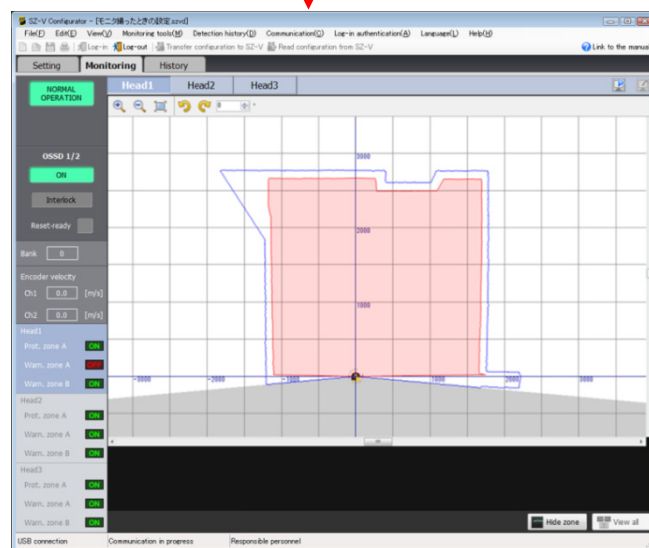 SZ-V Configurator - [モニタ撮ったときの設定.szvd]
File(F) Edit(E) View(V) Monitoring tools(M) Detection history(D) Communication(C) Log-in authentication(A) Language(L) Help(H)
Log-in Log-out Transfer configuration to SZ-V Read configuration from SZ-V Link to the manual
Setting Monitoring History
NORMAL OPERATION
Head1 Head2 Head3
OSSD 1/2
ON
Interlock
Reset-ready
Bank 0
Encoder velocity
Ch1 0.0 [m/s]
Ch2 0.0 [m/s]
Head1
Prot. zone A ON
Warn. zone A OFF
Warn. zone B ON
Head2
Prot. zone A ON
Warn. zone A ON
Warn. zone B ON
Head3
Prot. zone A ON
Warn. zone A ON
Warn. zone B ON
3000
2000
1000
-3000 -2000 -1000 1000 2000 3000
Hide zone View all
USB connection Communication in progress Responsible personnel